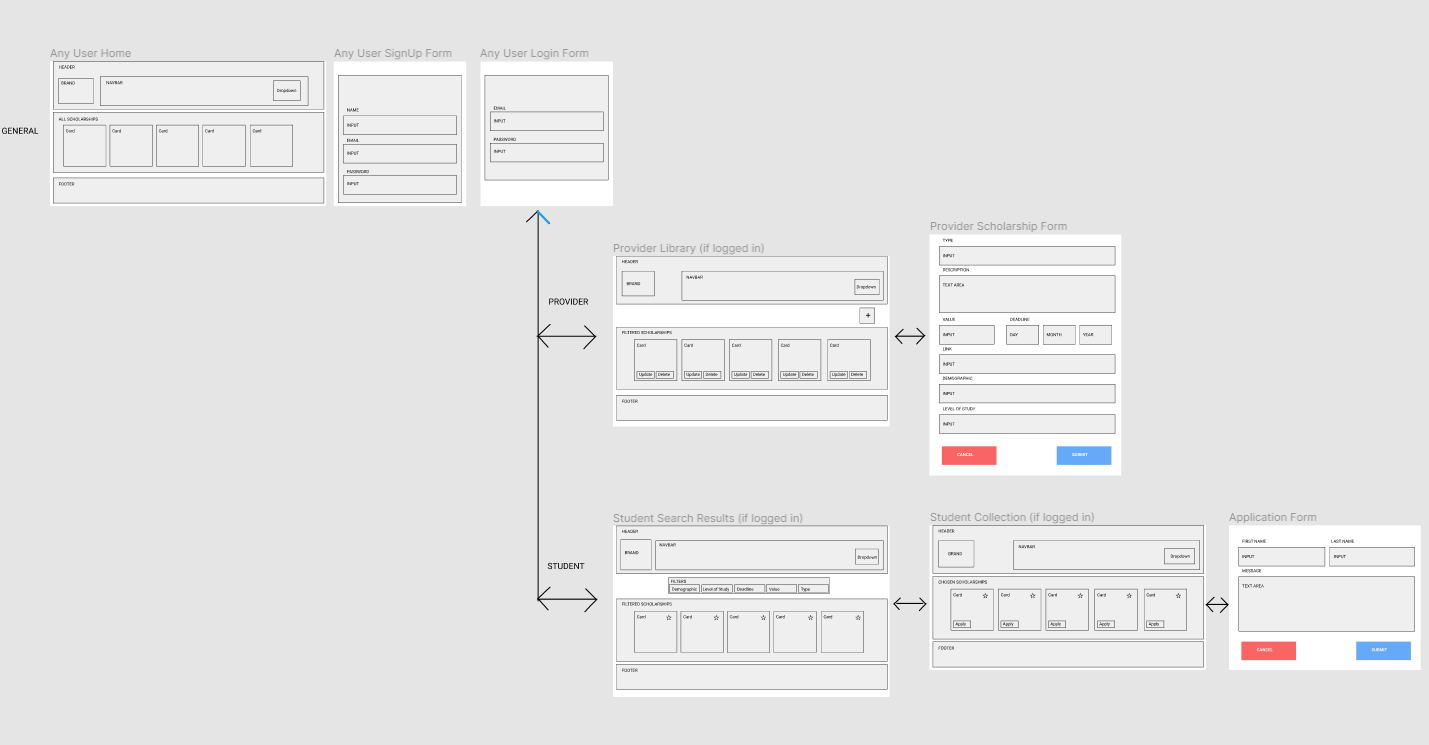 Any User Home
HEADER
BRAND
NAVBAR
Dropdown
ALL SCHOLARSHIPS
Card Card Card Card Card
FOOTER
GENERAL
Any User SignUp Form
NAME
INPUT
EMAIL
INPUT
PASSWORD
INPUT
Any User Login Form
EMAIL
INPUT
PASSWORD
INPUT
PROVIDER
Provider Library (if logged in)
HEADER
BRAND
NAVBAR
Dropdown
+
FILTERED SCHOLARSHIPS
Card Card Card Card Card
Update Delete Update Delete Update Delete Update Delete Update Delete
FOOTER
Provider Scholarship Form
TYPE
INPUT
DESCRIPTION
TEXT AREA
VALUE DEADLINE
INPUT DAY MONTH YEAR
LINK
INPUT
DEMOGRAPHIC
INPUT
LEVEL OF STUDY
INPUT
CANCEL SUBMIT
STUDENT
Student Search Results (if logged in)
HEADER
BRAND
NAVBAR
Dropdown
FILTERS
Demographic Level of Study Deadline Value Type
FILTERED SCHOLARSHIPS
Card Card Card Card Card
FOOTER
Student Collection (if logged in)
HEADER
BRAND
NAVBAR
Dropdown
CHOSEN SCHOLARSHIPS
Card Card Card Card Card
Apply Apply Apply Apply Apply
FOOTER
Application Form
FIRST NAME LAST NAME
INPUT INPUT
MESSAGE
TEXT AREA
CANCEL SUBMIT